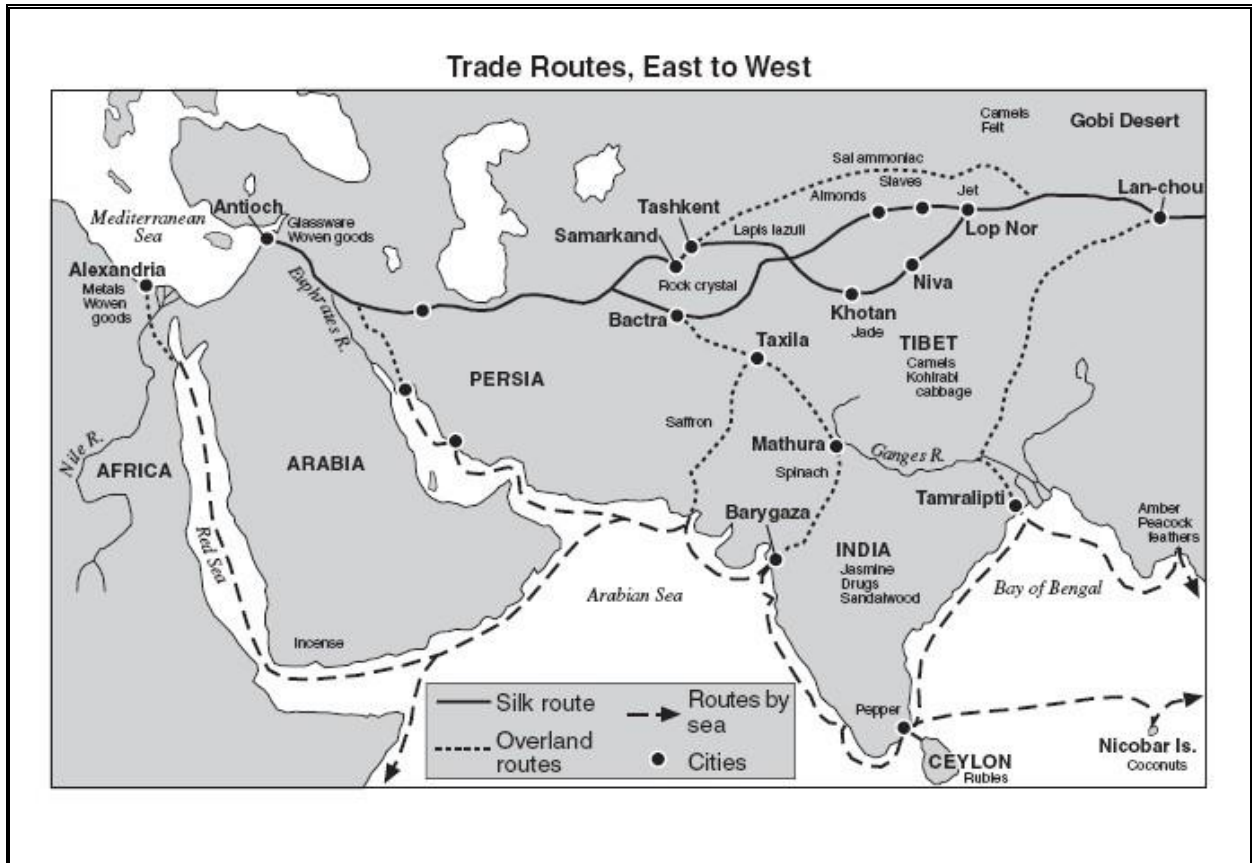 Trade Routes, East to West
Camels
Felt
Gobi Desert
Sal ammoniac
Slaves
Almonds
Jet
Lan-chou
Antioch
Glassware
Woven goods
Mediterranean
Sea
Tashkent
Samarkand
Lapis lazuli
Lop Nor
Alexandria
Metals
Woven
goods
Euphrates R.
Rock crystal
Niva
Bactra
Khotan
Jade
Taxila
TIBET
Camels
Kohlrabi
cabbage
PERSIA
Saffron
Mathura
Ganges R.
Spinach
Nile R.
AFRICA
ARABIA
Tamralipti
Barygaza
Amber
Peacock
feathers
Red Sea
INDIA
Jasmine
Drugs
Sandalwood
Arabian Sea
Bay of Bengal
Incense
Silk route
Overland
routes
Routes by
sea
Cities
Pepper
CEYLON
Rubies
Nicobar Is.
Coconuts